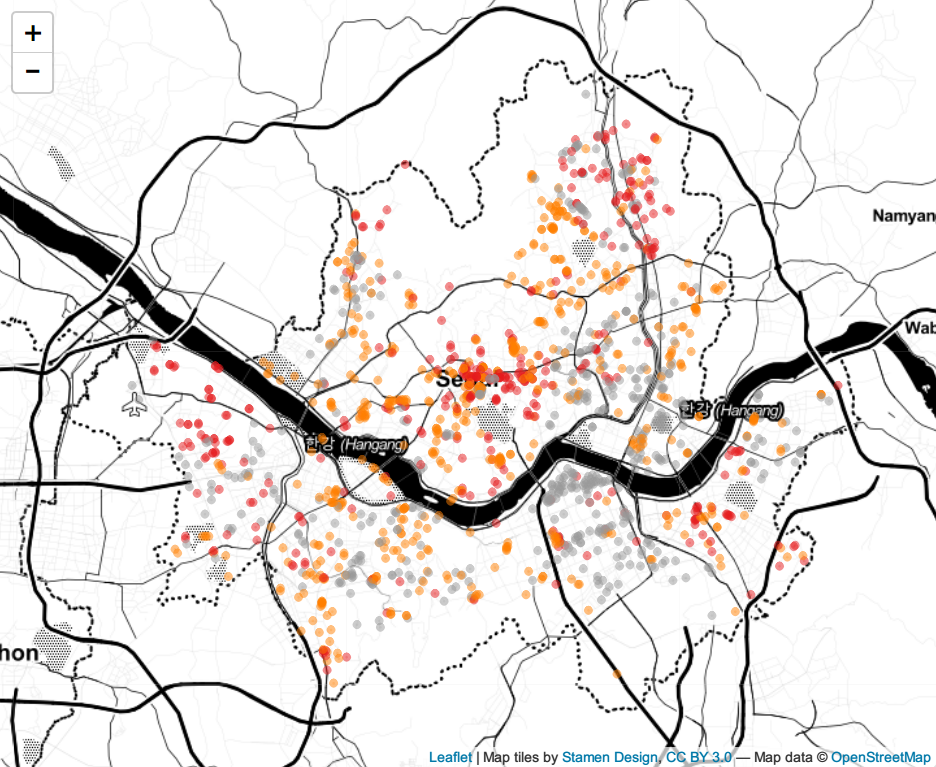 +
−
Namyan
Wab
Se
한강 (Hangang)
한강 (Hangang)
hon
Leaflet | Map tiles by Stamen Design, CC BY 3.0 — Map data © OpenStreetMap